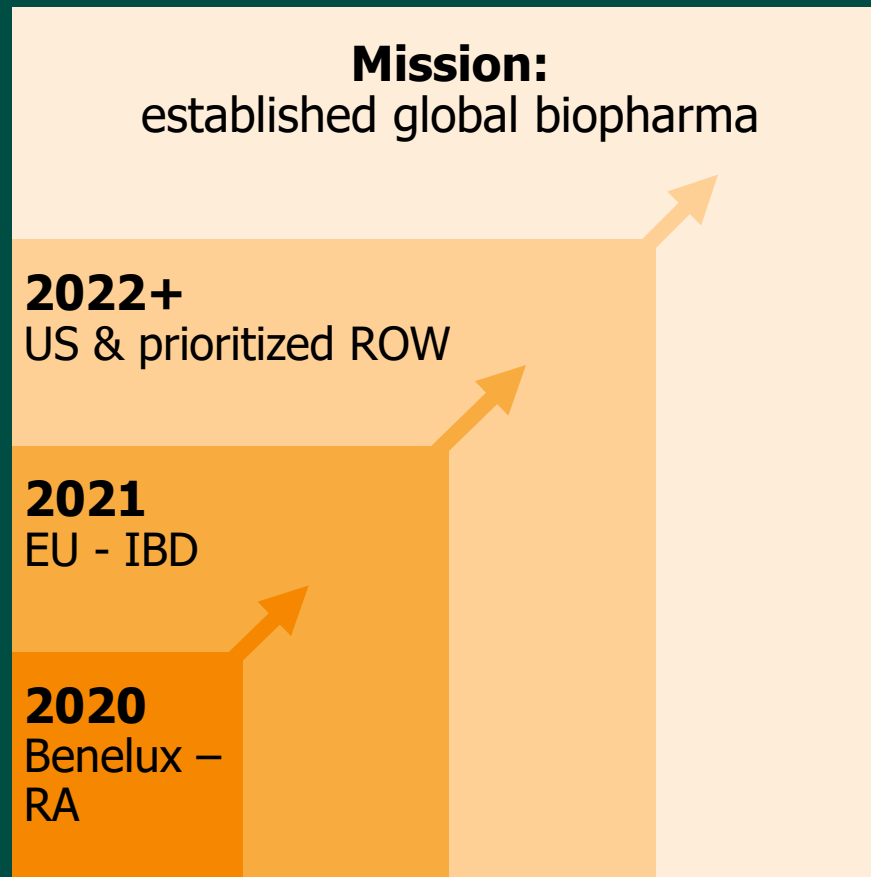 Mission:
established global biopharma
2022+
US & prioritized ROW
2021
EU - IBD
2020
Benelux –
RA